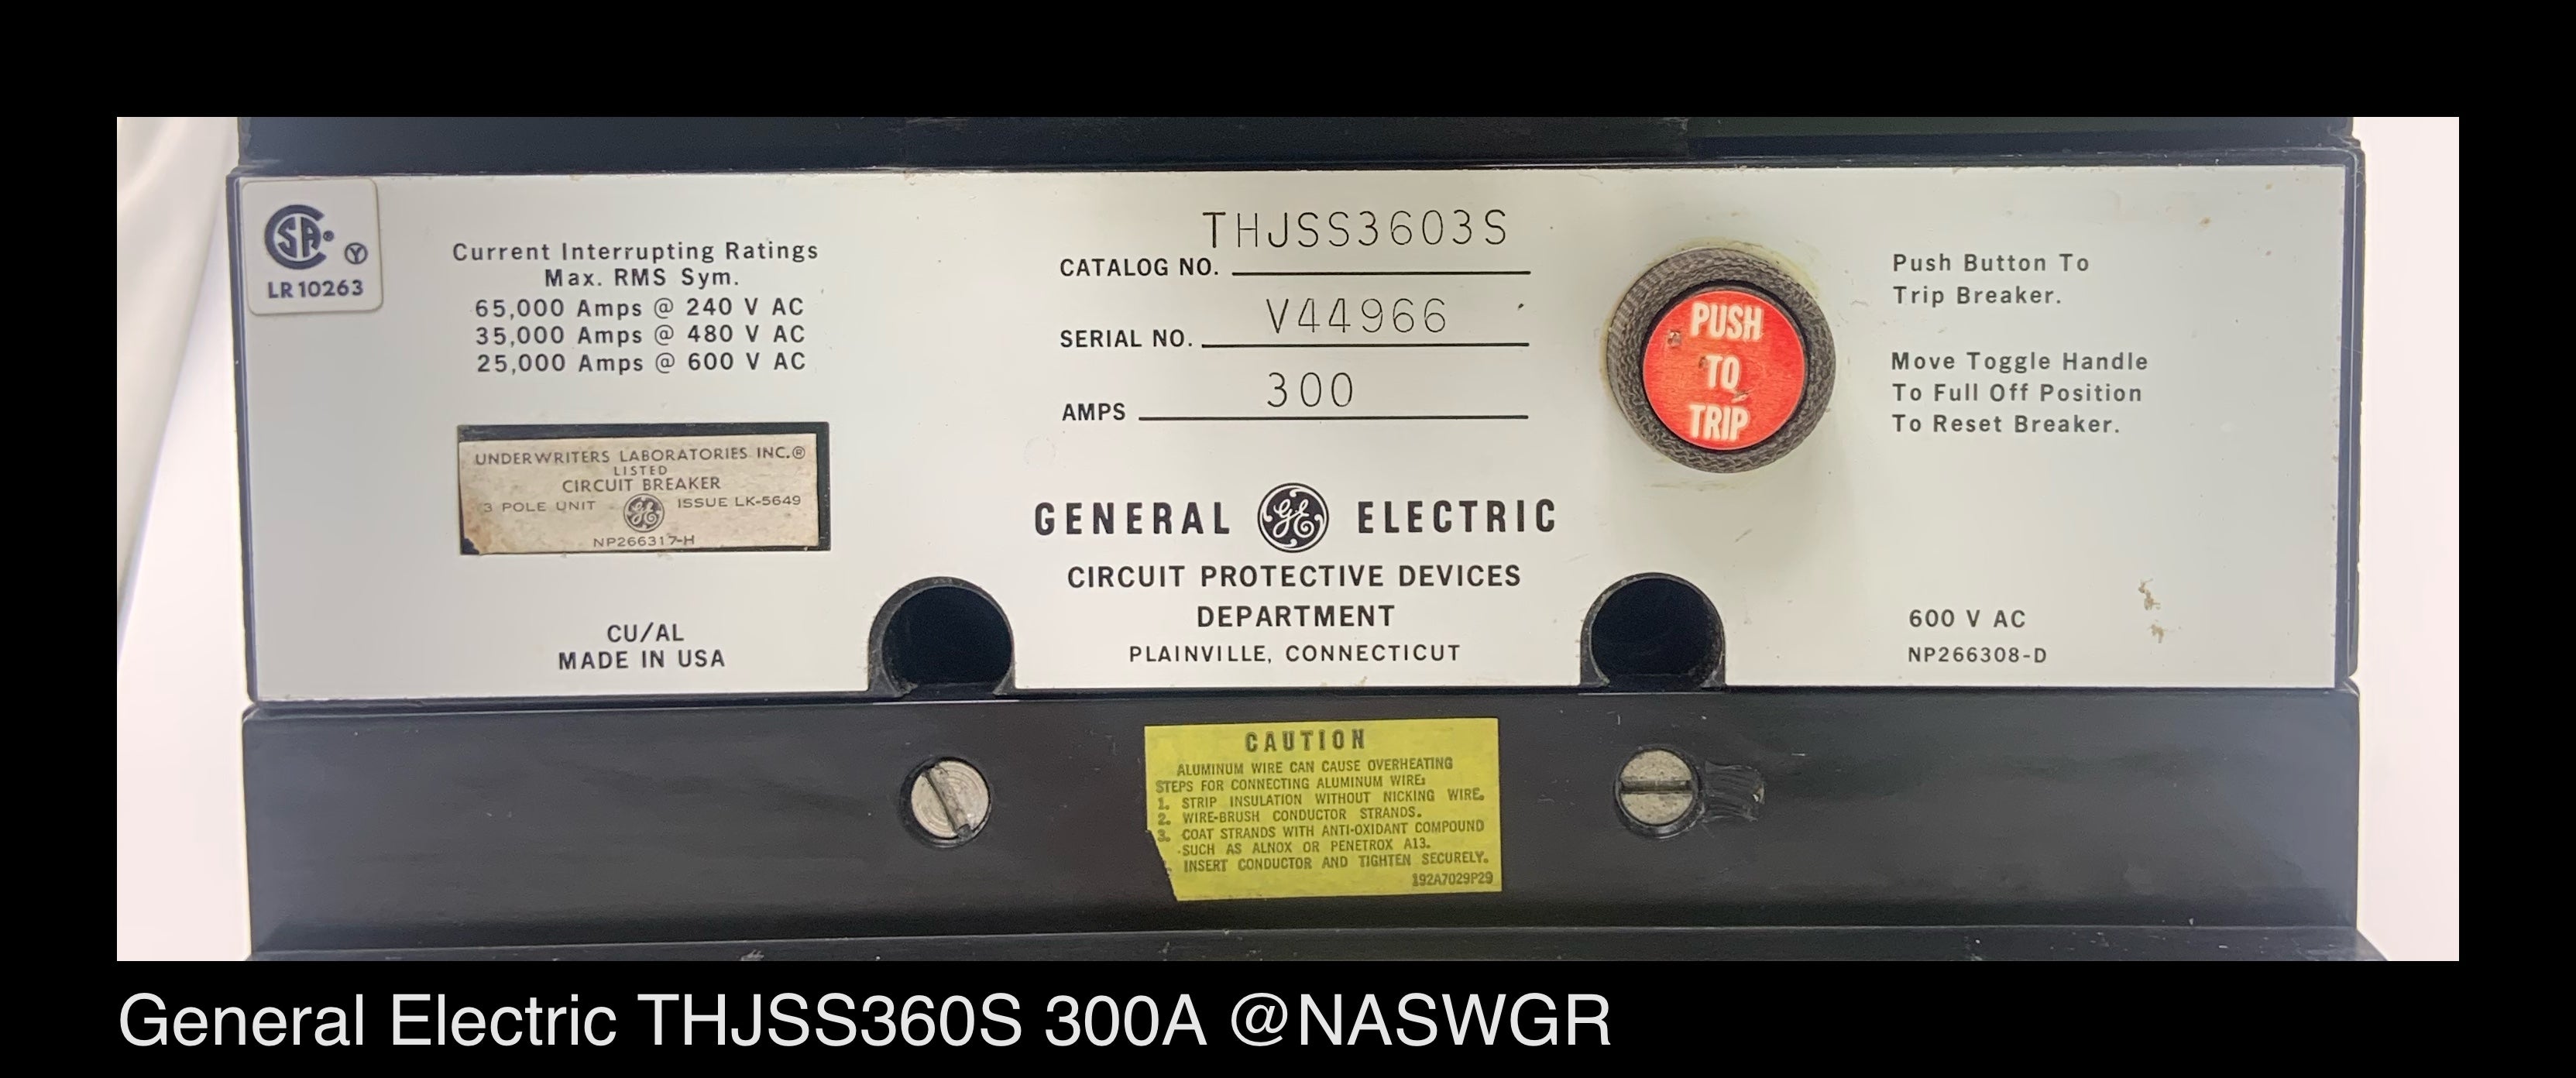 CSA®
Y
LR 10263
Current Interrupting Ratings
Max. RMS Sym.
65,000 Amps @ 240 V AC
35,000 Amps @ 480 V AC
25,000 Amps @ 600 V AC
UNDERWRITERS LABORATORIES INC.®
LISTED
CIRCUIT BREAKER
3 POLE UNIT GE ISSUE LK-5649
NP266317-H
CU/AL
MADE IN USA
THJSS3603S
CATALOG NO.
V44966
SERIAL NO.
300
AMPS
GENERAL GE ELECTRIC
CIRCUIT PROTECTIVE DEVICES
DEPARTMENT
PLAINVILLE, CONNECTICUT
PUSH
TO
TRIP
Push Button To
Trip Breaker.
Move Toggle Handle
To Full Off Position
To Reset Breaker.
600 V AC
NP266308-D
CAUTION
ALUMINUM WIRE CAN CAUSE OVERHEATING
STEPS FOR CONNECTING ALUMINUM WIRE:
1. STRIP INSULATION WITHOUT NICKING WIRE.
2. WIRE-BRUSH CONDUCTOR STRANDS.
3. COAT STRANDS WITH ANTI-OXIDANT COMPOUND
SUCH AS ALNOX OR PENETROX A13.
INSERT CONDUCTOR AND TIGHTEN SECURELY.
192A7029P29
General Electric THJSS360S 300A @NASWGR